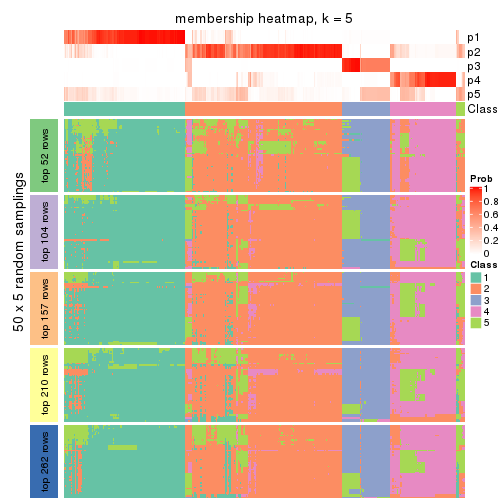 membership heatmap, k = 5
p1
p2
p3
p4
p5
Class
50 x 5 random samplings
top 52 rows
top 104 rows
top 157 rows
top 210 rows
top 262 rows
Prob
1
0.8
0.6
0.4
0.2
0
Class
1
2
3
4
5